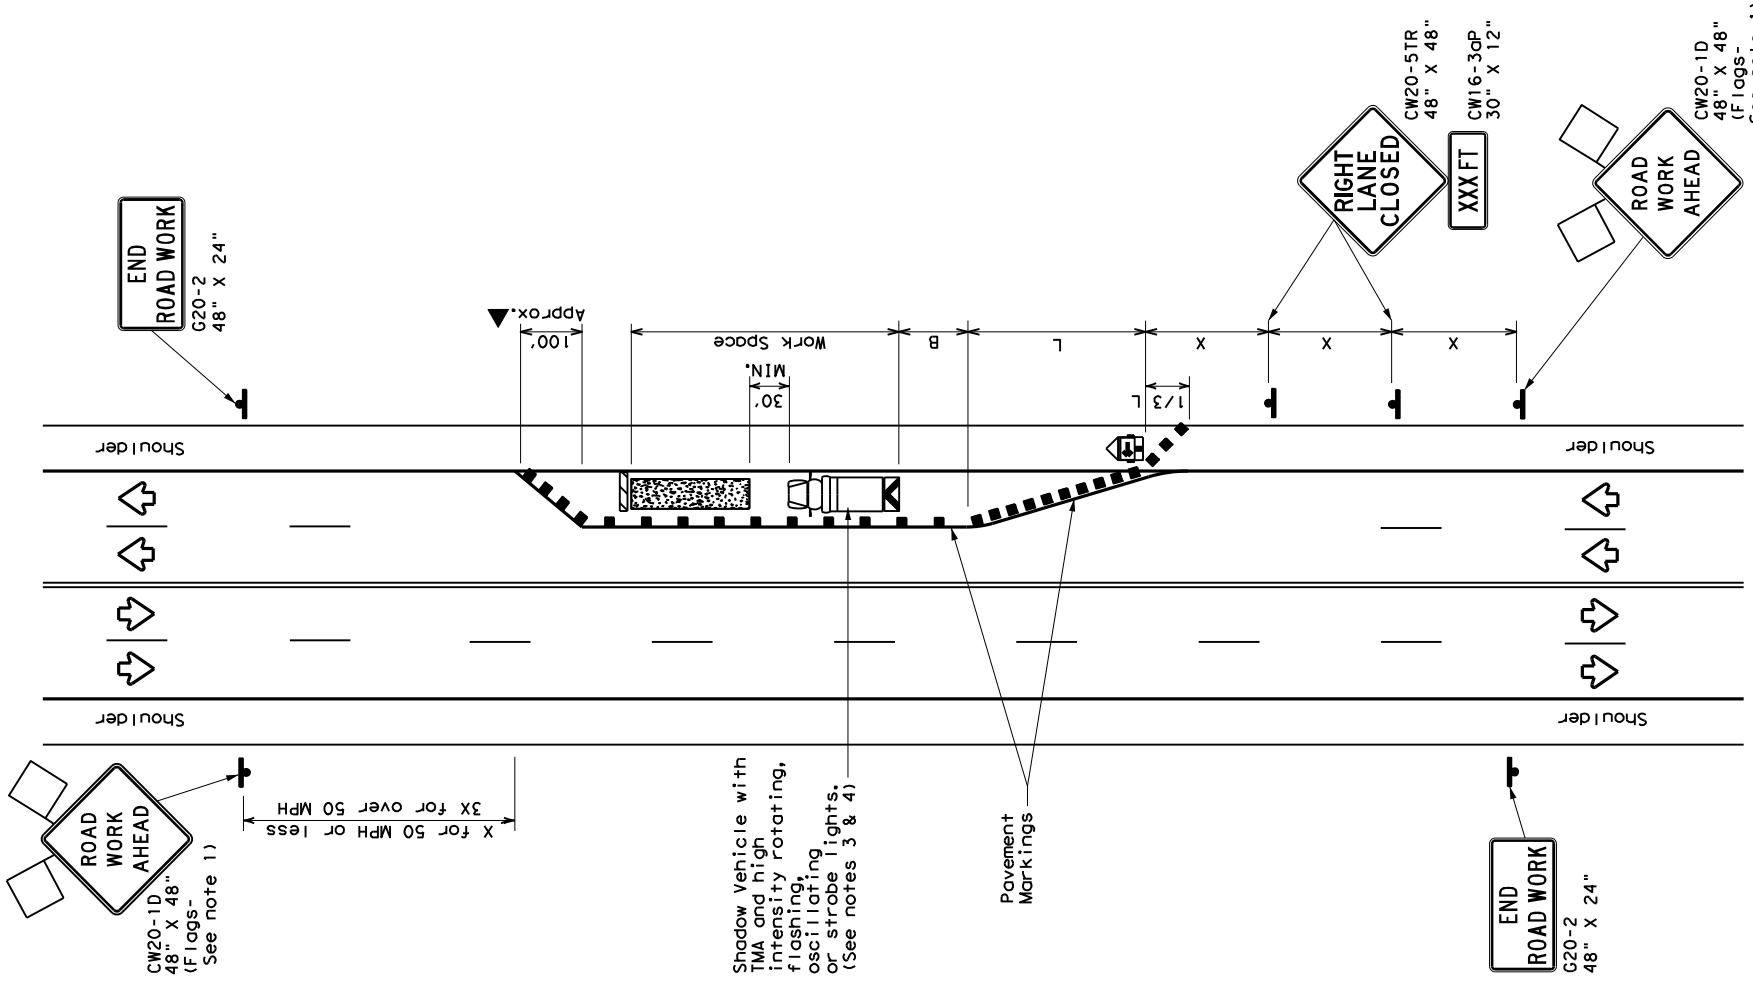 END
ROAD WORK
G20-2
48" X 24"
RIGHT
LANE
CLOSED
XXX FT
CW20-5TR
48" X 48"
CW16-3aP
30" X 12"
ROAD
WORK
AHEAD
CW20-1D
48" X 48"
(Flags-
100'
Approx.
Work Space
B
L
X
X
X
30'
MIN.
1/3 L
Shoulder
Shoulder
Shoulder
Shoulder
ROAD
WORK
AHEAD
CW20-1D
48" X 48"
(Flags-
See note 1)
X for 50 MPH or less
3X for over 50 MPH
Shadow Vehicle with
TMA and high
intensity rotating,
flashing,
oscillating
or strobe lights.
(See notes 3 & 4)
Pavement
Markings
END
ROAD WORK
G20-2
48" X 24"